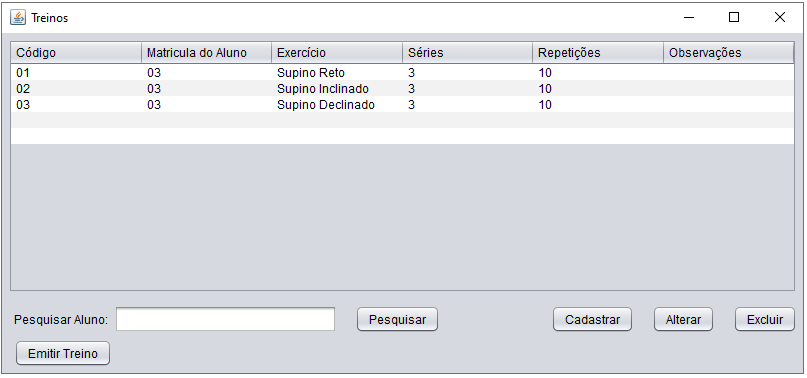 Treinos
Código Matricula do Aluno Exercício Séries Repetições Observações
01 03 Supino Reto 3 10
02 03 Supino Inclinado 3 10
03 03 Supino Declinado 3 10
Pesquisar Aluno: Pesquisar Cadastrar Alterar Excluir
Emitir Treino